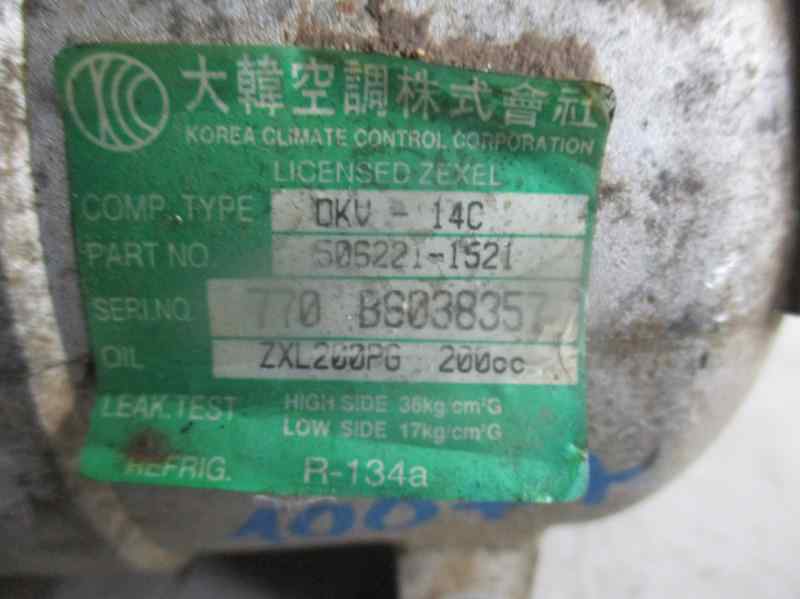 大韓空調株式會社
KOREA CLIMATE CONTROL CORPORATION
LICENSED ZEXEL
COMP. TYPE DKV - 14C
PART NO. 506221-1521
SERI.NO. 770 BG038357
OIL ZXL200PG 200cc
LEAK.TEST HIGH SIDE 36kg/cm²G
LOW SIDE 17kg/cm²G
REFRIG. R-134a